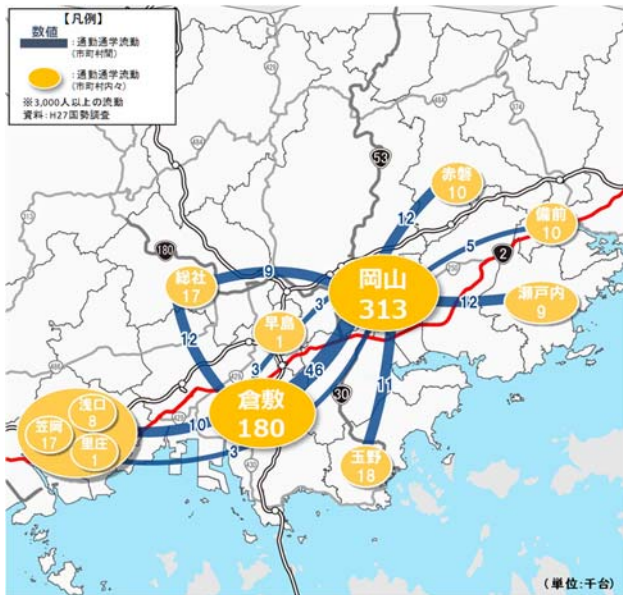 【凡例】
数値
：通勤通学流動
(市町村間)
：通勤通学流動
(市町村内々)
※3,000人以上の流動
資料：H27国勢調査
53
赤磐
10
12
備前
10
5
180
2
総社
17
9
岡山
313
瀬戸内
9
12
3
早島
1
12
3
46
11
30
倉敷
180
浅口
8
笠岡
17
里庄
1
10
3
玉野
18
(単位:千台)